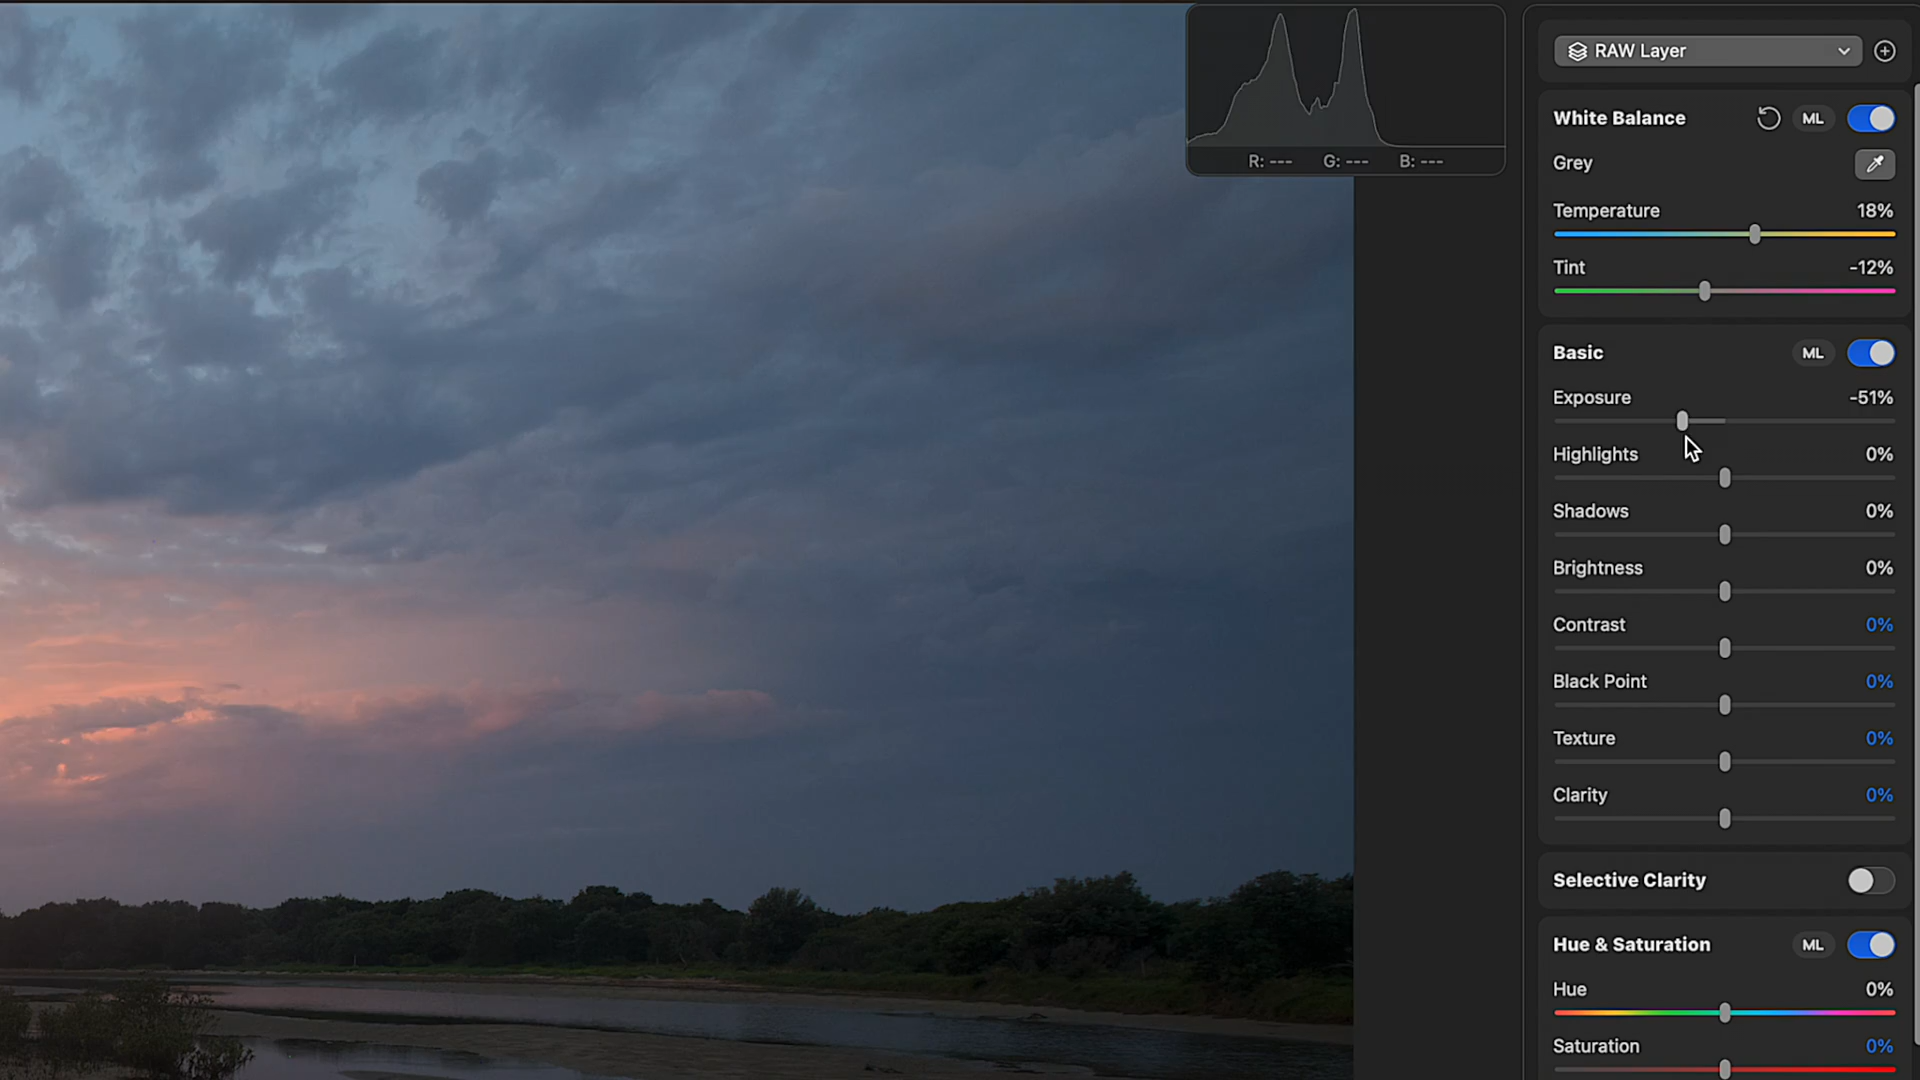 RAW Layer
R: --- G: --- B: ---
White Balance ML
Grey
Temperature 18%
Tint -12%
Basic ML
Exposure -51%
Highlights 0%
Shadows 0%
Brightness 0%
Contrast 0%
Black Point 0%
Texture 0%
Clarity 0%
Selective Clarity
Hue & Saturation ML
Hue 0%
Saturation 0%